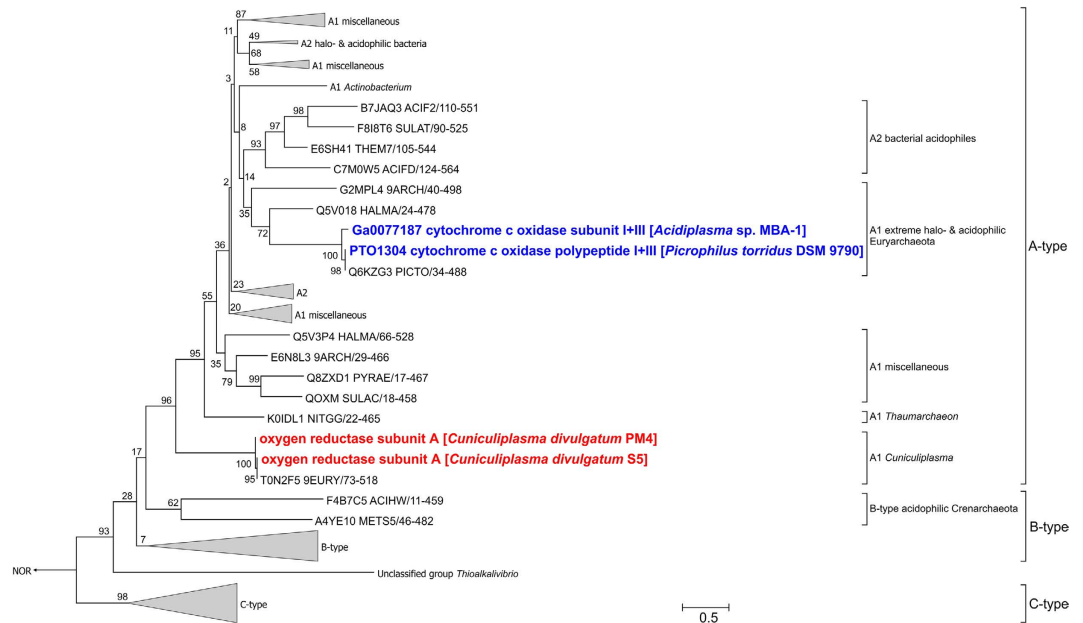 87
A1 miscellaneous
11
49
A2 halo- & acidophilic bacteria
68
58
A1 miscellaneous
3
A1 Actinobacterium
8
98
B7JAQ3 ACIF2/110-551
97
F8I8T6 SULAT/90-525
93
E6SH41 THEM7/105-544
C7M0W5 ACIFD/124-564
A2 bacterial acidophiles
14
2
G2MPL4 9ARCH/40-498
35
Q5V018 HALMA/24-478
72
Ga0077187 cytochrome c oxidase subunit I+III [Acidiplasma sp. MBA-1]
PTO1304 cytochrome c oxidase polypeptide I+III [Picrophilus torridus DSM 9790]
100
98
Q6KZG3 PICTO/34-488
A1 extreme halo- & acidophilic
Euryarchaeota
A-type
36
23
A2
20
A1 miscellaneous
55
Q5V3P4 HALMA/66-528
35
E6N8L3 9ARCH/29-466
79
99
Q8ZXD1 PYRAE/17-467
QOXM SULAC/18-458
A1 miscellaneous
95
K0IDL1 NITGG/22-465
A1 Thaumarchaeon
96
oxygen reductase subunit A [Cuniculiplasma divulgatum PM4]
oxygen reductase subunit A [Cuniculiplasma divulgatum S5]
100
95
T0N2F5 9EURY/73-518
A1 Cuniculiplasma
17
28
62
F4B7C5 ACIHW/11-459
A4YE10 METS5/46-482
B-type acidophilic Crenarchaeota
B-type
7
B-type
93
NOR
Unclassified group Thioalkalivibrio
98
C-type
C-type
0.5